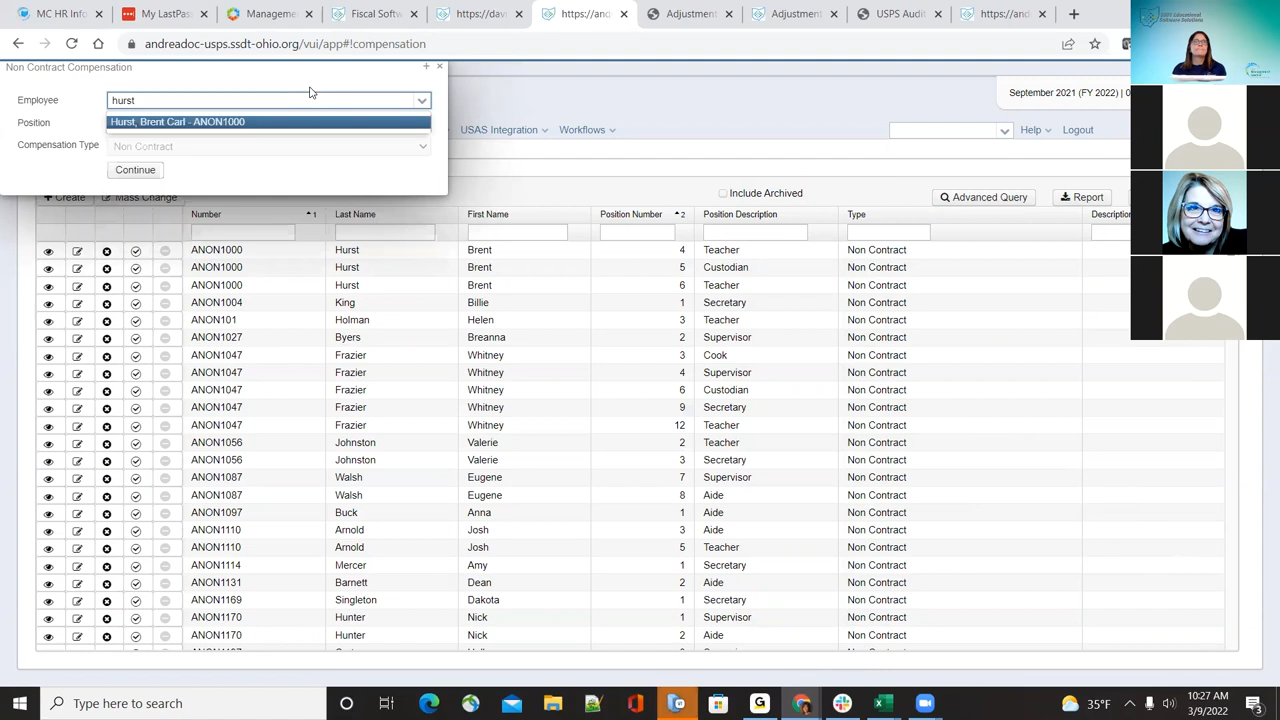 MC HR Info
My LastPass
Manageme
Fiscal Softw
https://dav
https://and
Adjustment
Adjustmen
USPS AA O
https://and
andreadoc-usps.ssdt-ohio.org/vui/app#!compensation
Non Contract Compensation
Employee hurst
Hurst, Brent Carl - ANON1000
Position
Compensation Type Non Contract
Continue
USAS Integration Workflows Help Logout
September 2021 (FY 2022) | 0
Create Mass Change Include Archived Advanced Query Report
Number 1 Last Name First Name Position Number 2 Position Description Type Description
ANON1000 Hurst Brent 4 Teacher Non Contract
ANON1000 Hurst Brent 5 Custodian Non Contract
ANON1000 Hurst Brent 6 Teacher Non Contract
ANON1004 King Billie 1 Secretary Non Contract
ANON101 Holman Helen 3 Teacher Non Contract
ANON1027 Byers Breanna 2 Supervisor Non Contract
ANON1047 Frazier Whitney 3 Cook Non Contract
ANON1047 Frazier Whitney 4 Supervisor Non Contract
ANON1047 Frazier Whitney 6 Custodian Non Contract
ANON1047 Frazier Whitney 9 Secretary Non Contract
ANON1047 Frazier Whitney 12 Teacher Non Contract
ANON1056 Johnston Valerie 2 Teacher Non Contract
ANON1056 Johnston Valerie 3 Secretary Non Contract
ANON1087 Walsh Eugene 7 Supervisor Non Contract
ANON1087 Walsh Eugene 8 Aide Non Contract
ANON1097 Buck Anna 1 Aide Non Contract
ANON1110 Arnold Josh 3 Aide Non Contract
ANON1110 Arnold Josh 5 Teacher Non Contract
ANON1114 Mercer Amy 1 Secretary Non Contract
ANON1131 Barnett Dean 2 Aide Non Contract
ANON1169 Singleton Dakota 1 Secretary Non Contract
ANON1170 Hunter Nick 1 Supervisor Non Contract
ANON1170 Hunter Nick 2 Aide Non Contract
Type here to search
35°F
10:27 AM
3/9/2022
3